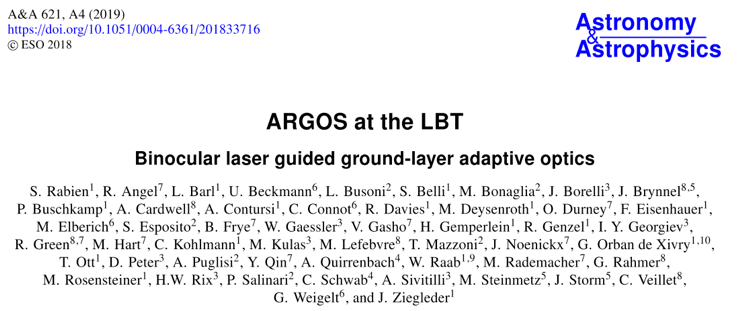 A&A 621, A4 (2019)
https://doi.org/10.1051/0004-6361/201833716
© ESO 2018
Astronomy
&
Astrophysics
ARGOS at the LBT
Binocular laser guided ground-layer adaptive optics
S. Rabien¹, R. Angel⁷, L. Barl¹, U. Beckmann⁶, L. Busoni², S. Belli¹, M. Bonaglia², J. Borelli³, J. Brynnel⁸,⁵,
P. Buschkamp¹, A. Cardwell⁸, A. Contursi¹, C. Connot⁶, R. Davies¹, M. Deysenroth¹, O. Durney⁷, F. Eisenhauer¹,
M. Elberich⁶, S. Esposito², B. Frye⁷, W. Gaessler³, V. Gasho⁷, H. Gemperlein¹, R. Genzel¹, I. Y. Georgiev³,
R. Green⁸,⁷, M. Hart⁷, C. Kohlmann¹, M. Kulas³, M. Lefebvre⁸, T. Mazzoni², J. Noenickx⁷, G. Orban de Xivry¹,¹⁰,
T. Ott¹, D. Peter³, A. Puglisi², Y. Qin⁷, A. Quirrenbach⁴, W. Raab¹,⁹, M. Rademacher⁷, G. Rahmer⁸,
M. Rosensteiner¹, H.W. Rix³, P. Salinari², C. Schwab⁴, A. Sivitilli³, M. Steinmetz⁵, J. Storm⁵, C. Veillet⁸,
G. Weigelt⁶, and J. Ziegleder¹